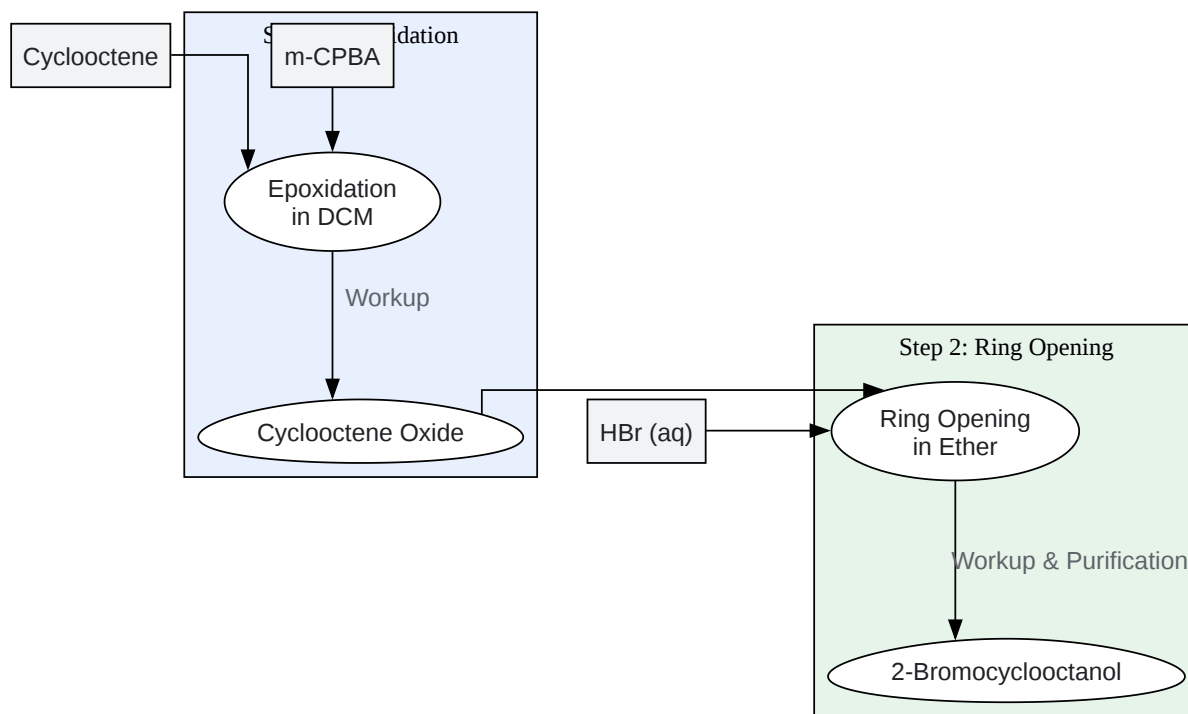 Cyclooctene
m-CPBA
Epoxidation
in DCM
Workup
Cyclooctene Oxide
Step 2: Ring Opening
HBr (aq)
Ring Opening
in Ether
Workup & Purification
2-Bromocyclooctanol